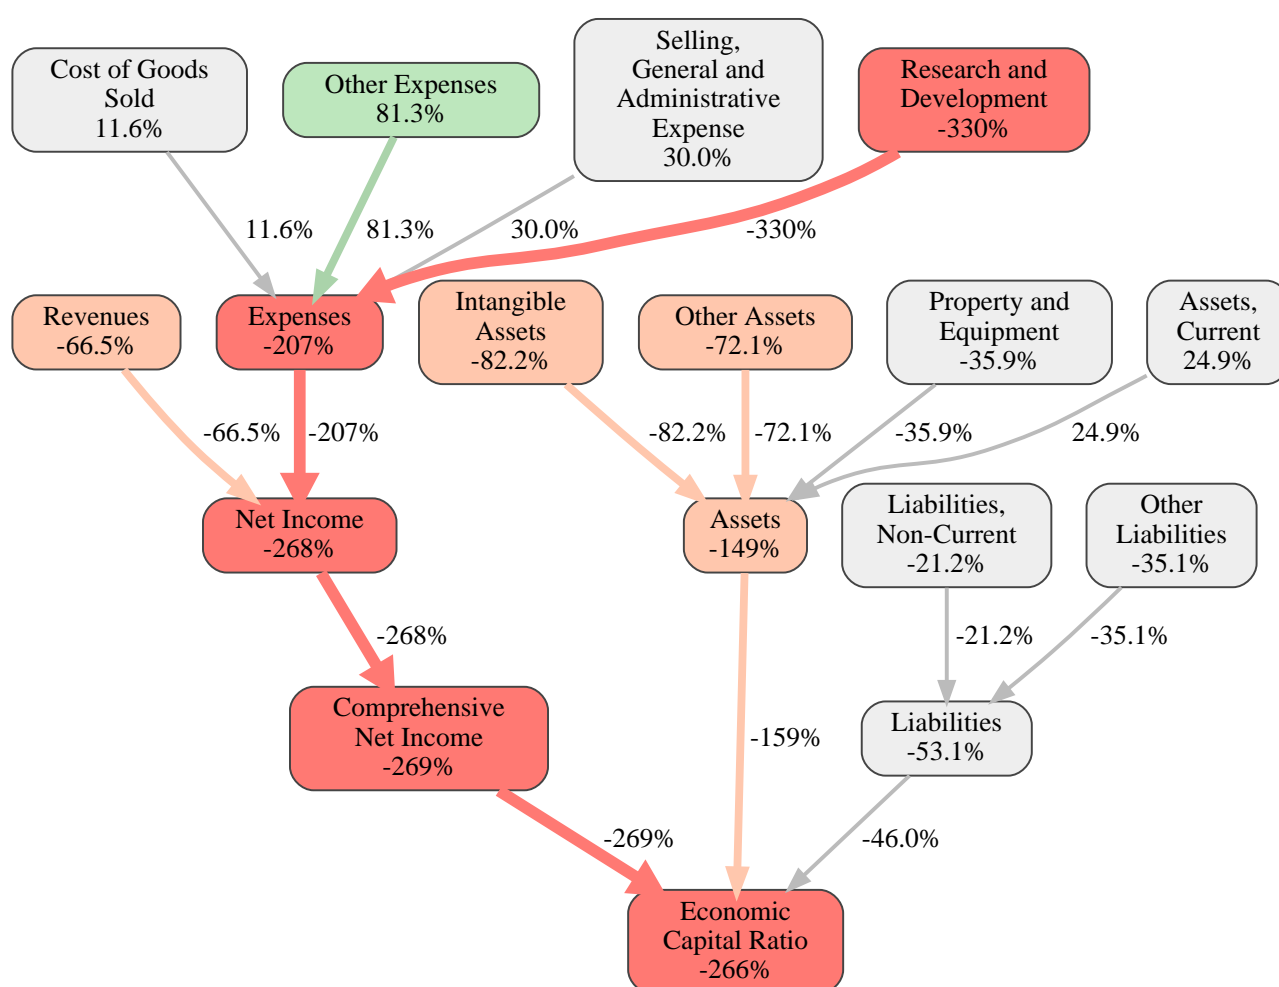 Cost of Goods
Sold
11.6%
Other Expenses
81.3%
Selling,
General and
Administrative
Expense
30.0%
Research and
Development
-330%
11.6%
81.3%
30.0%
-330%
Revenues
-66.5%
Expenses
-207%
Intangible
Assets
-82.2%
Other Assets
-72.1%
Property and
Equipment
-35.9%
Assets,
Current
24.9%
-66.5%
-207%
-82.2%
-72.1%
-35.9%
24.9%
Net Income
-268%
Assets
-149%
Liabilities,
Non-Current
-21.2%
Other
Liabilities
-35.1%
-268%
-21.2%
-35.1%
Comprehensive
Net Income
-269%
-159%
Liabilities
-53.1%
-269%
-46.0%
Economic
Capital Ratio
-266%